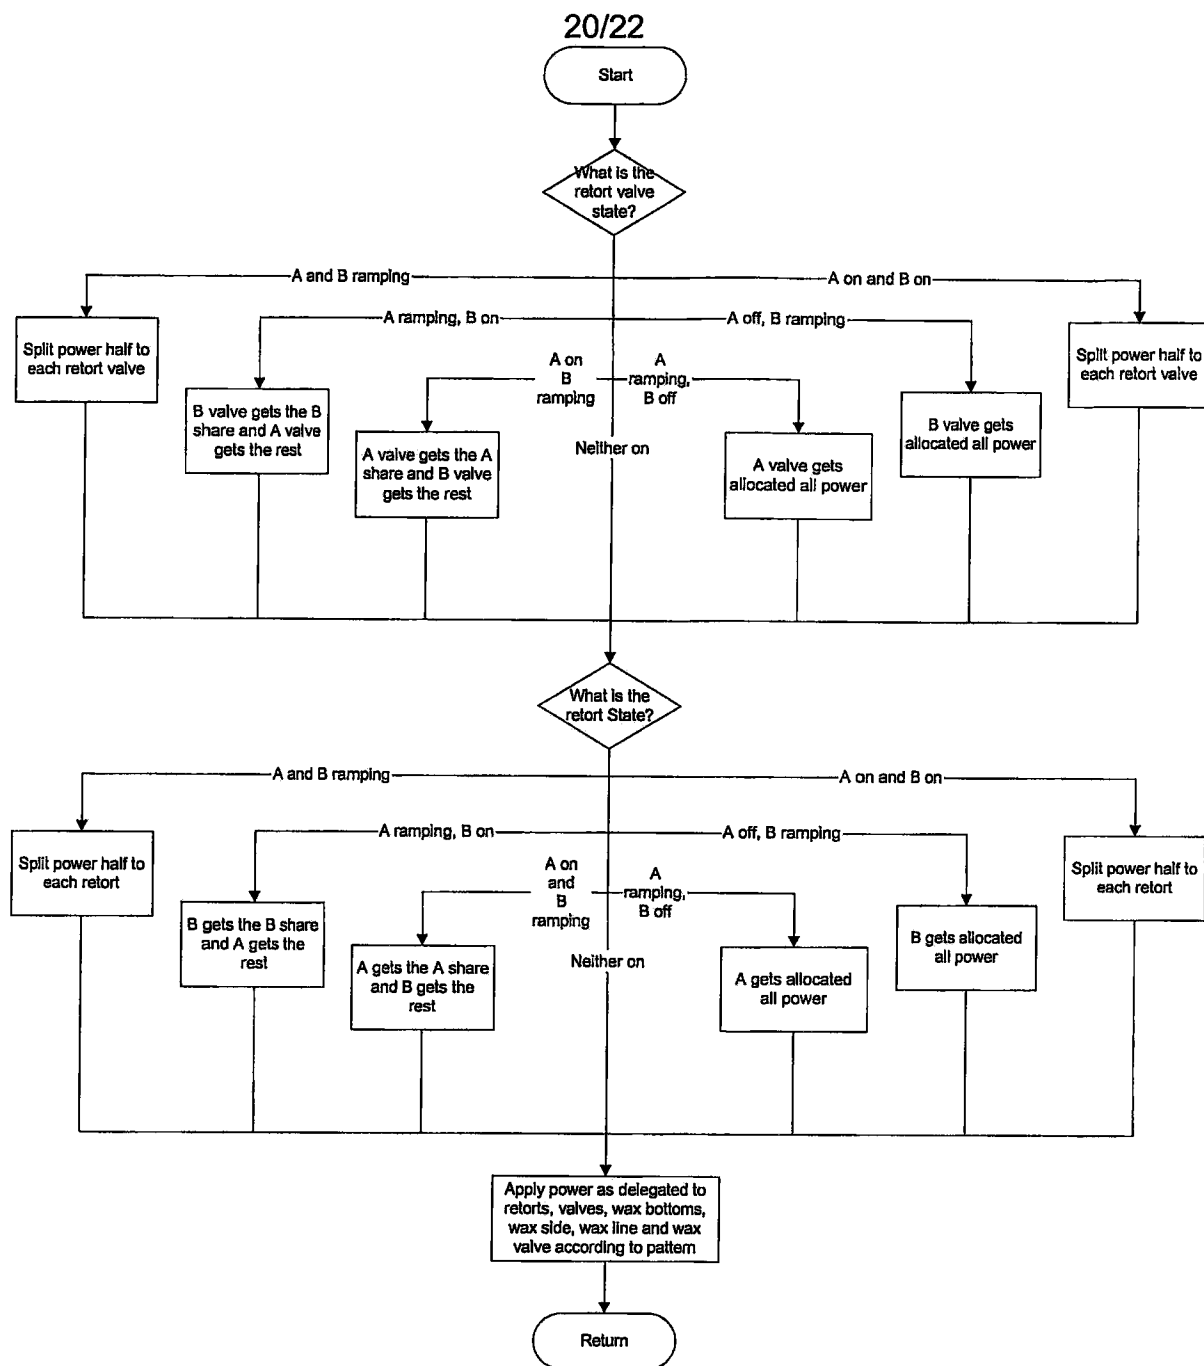 20/22
Start
What is the
retort valve
state?
A and B ramping
A on and B on
Split power half to
each retort valve
A ramping, B on
A off, B ramping
Split power half to
each retort valve
B valve gets the B
share and A valve
gets the rest
A on
B
ramping
A
ramping,
B off
B valve gets
allocated all power
A valve gets the A
share and B valve
gets the rest
Neither on
A valve gets
allocated all power
What is the
retort State?
A and B ramping
A on and B on
Split power half to
each retort
A ramping, B on
A off, B ramping
Split power half to
each retort
B gets the B share
and A gets the
rest
A on
and
B
ramping
A
ramping,
B off
B gets allocated
all power
A gets the A share
and B gets the
rest
Neither on
A gets allocated
all power
Apply power as delegated to
retorts, valves, wax bottoms,
wax side, wax line and wax
valve according to pattern
Return